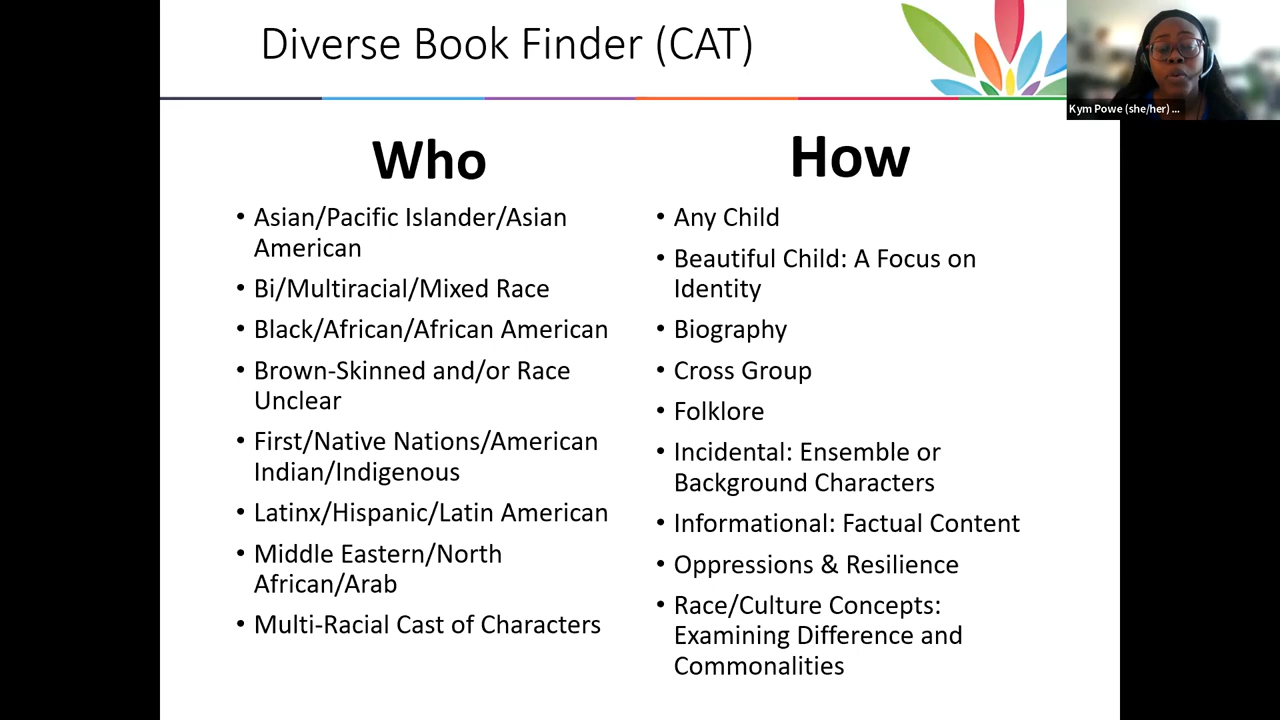 Diverse Book Finder (CAT)
Kym Powe (she/her) ...
Who
• Asian/Pacific Islander/Asian
American
• Bi/Multiracial/Mixed Race
• Black/African/African American
• Brown-Skinned and/or Race
Unclear
• First/Native Nations/American
Indian/Indigenous
• Latinx/Hispanic/Latin American
• Middle Eastern/North
African/Arab
• Multi-Racial Cast of Characters
How
• Any Child
• Beautiful Child: A Focus on
Identity
• Biography
• Cross Group
• Folklore
• Incidental: Ensemble or
Background Characters
• Informational: Factual Content
• Oppressions & Resilience
• Race/Culture Concepts:
Examining Difference and
Commonalities